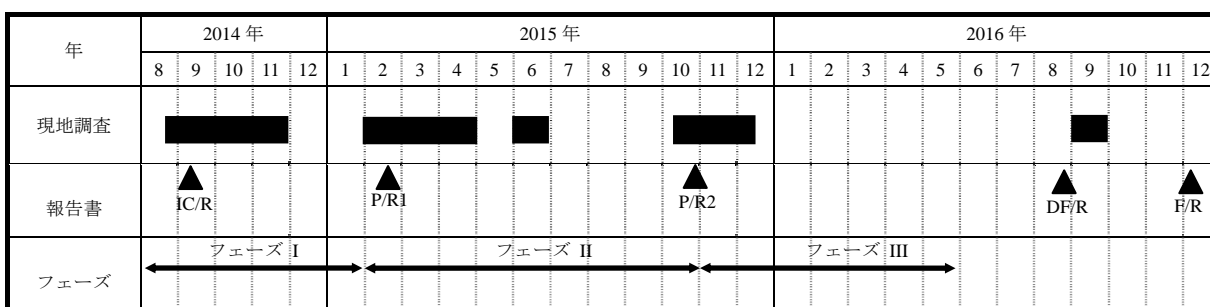 年 2014 年 2015 年 2016 年
8 9 10 11 12 1 2 3 4 5 6 7 8 9 10 11 12 1 2 3 4 5 6 7 8 9 10 11 12
現地調査
報告書 IC/R P/R1 P/R2 DF/R F/R
フェーズ フェーズ I フェーズ II フェーズ III